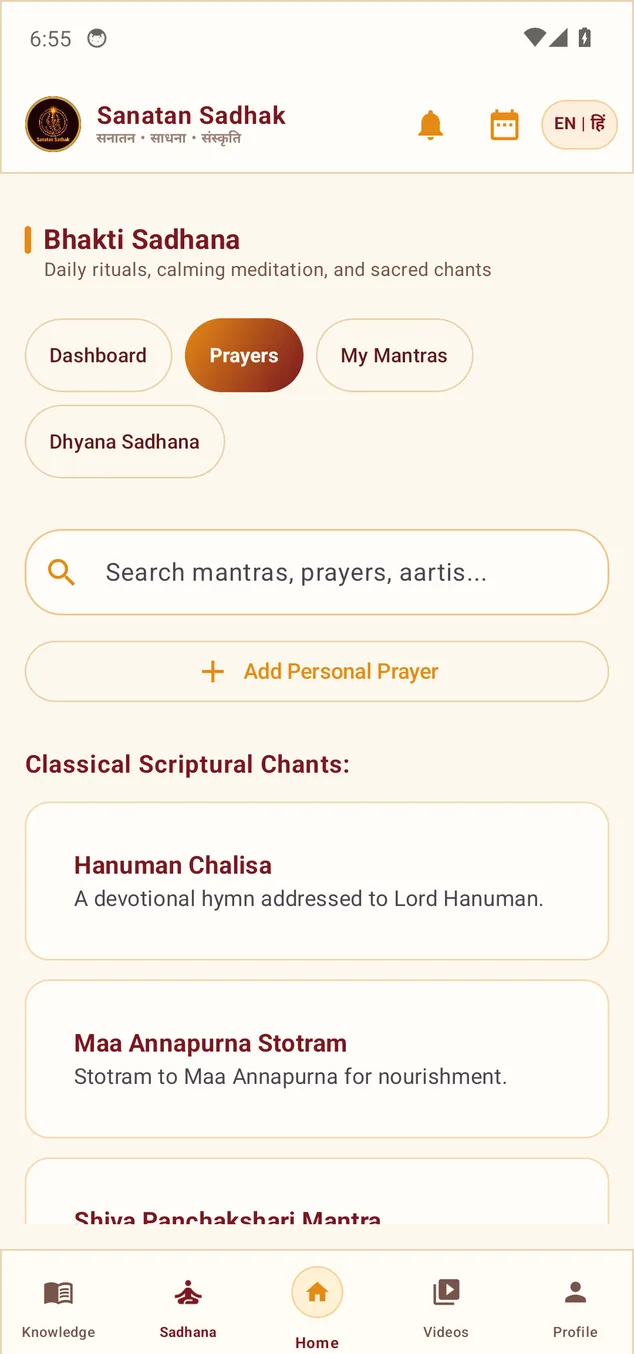 6:55
Sanatan Sadhak
सनातन • साधना • संस्कृति
EN | हिं
Bhakti Sadhana
Daily rituals, calming meditation, and sacred chants
Dashboard
Prayers
My Mantras
Dhyana Sadhana
Search mantras, prayers, aartis...
Add Personal Prayer
Classical Scriptural Chants:
Hanuman Chalisa
A devotional hymn addressed to Lord Hanuman.
Maa Annapurna Stotram
Stotram to Maa Annapurna for nourishment.
Shiva Panchakshari Mantra
Knowledge
Sadhana
Home
Videos
Profile